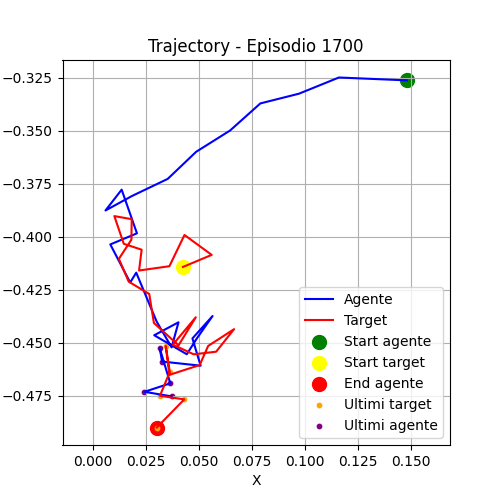 Trajectory - Episodio 1700
−0.325
−0.350
−0.375
−0.400
−0.425
−0.450
−0.475
Agente
Target
Start agente
Start target
End agente
Ultimi target
Ultimi agente
0.000 0.025 0.050 0.075 0.100 0.125 0.150
X